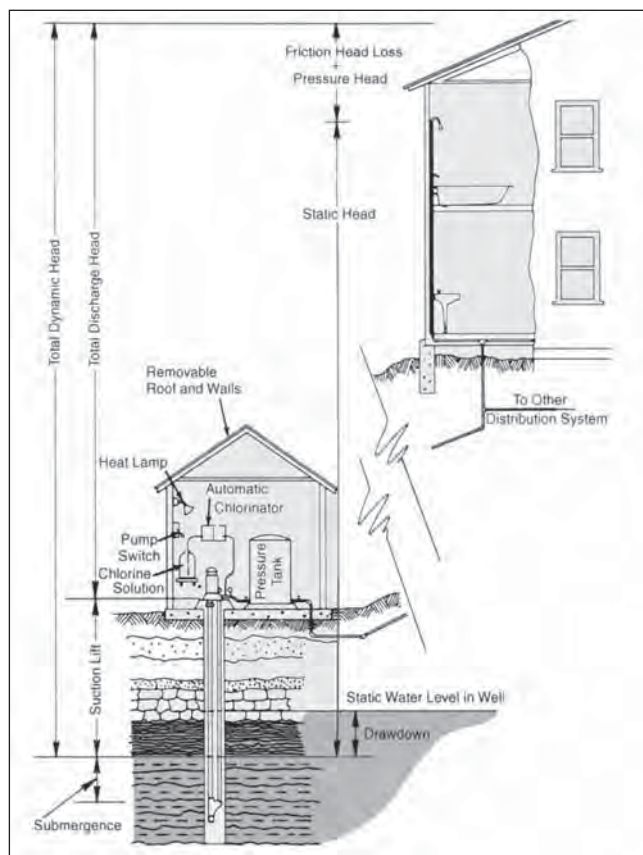 Friction Head Loss
+
Pressure Head
Static Head
Total Dynamic Head
Total Discharge Head
Removable
Roof and Walls
To Other
Distribution System
Heat Lamp
Automatic
Chlorinator
Pump
Switch
Chlorine
Solution
Pressure
Tank
Suction Lift
Static Water Level in Well
Drawdown
Submergence